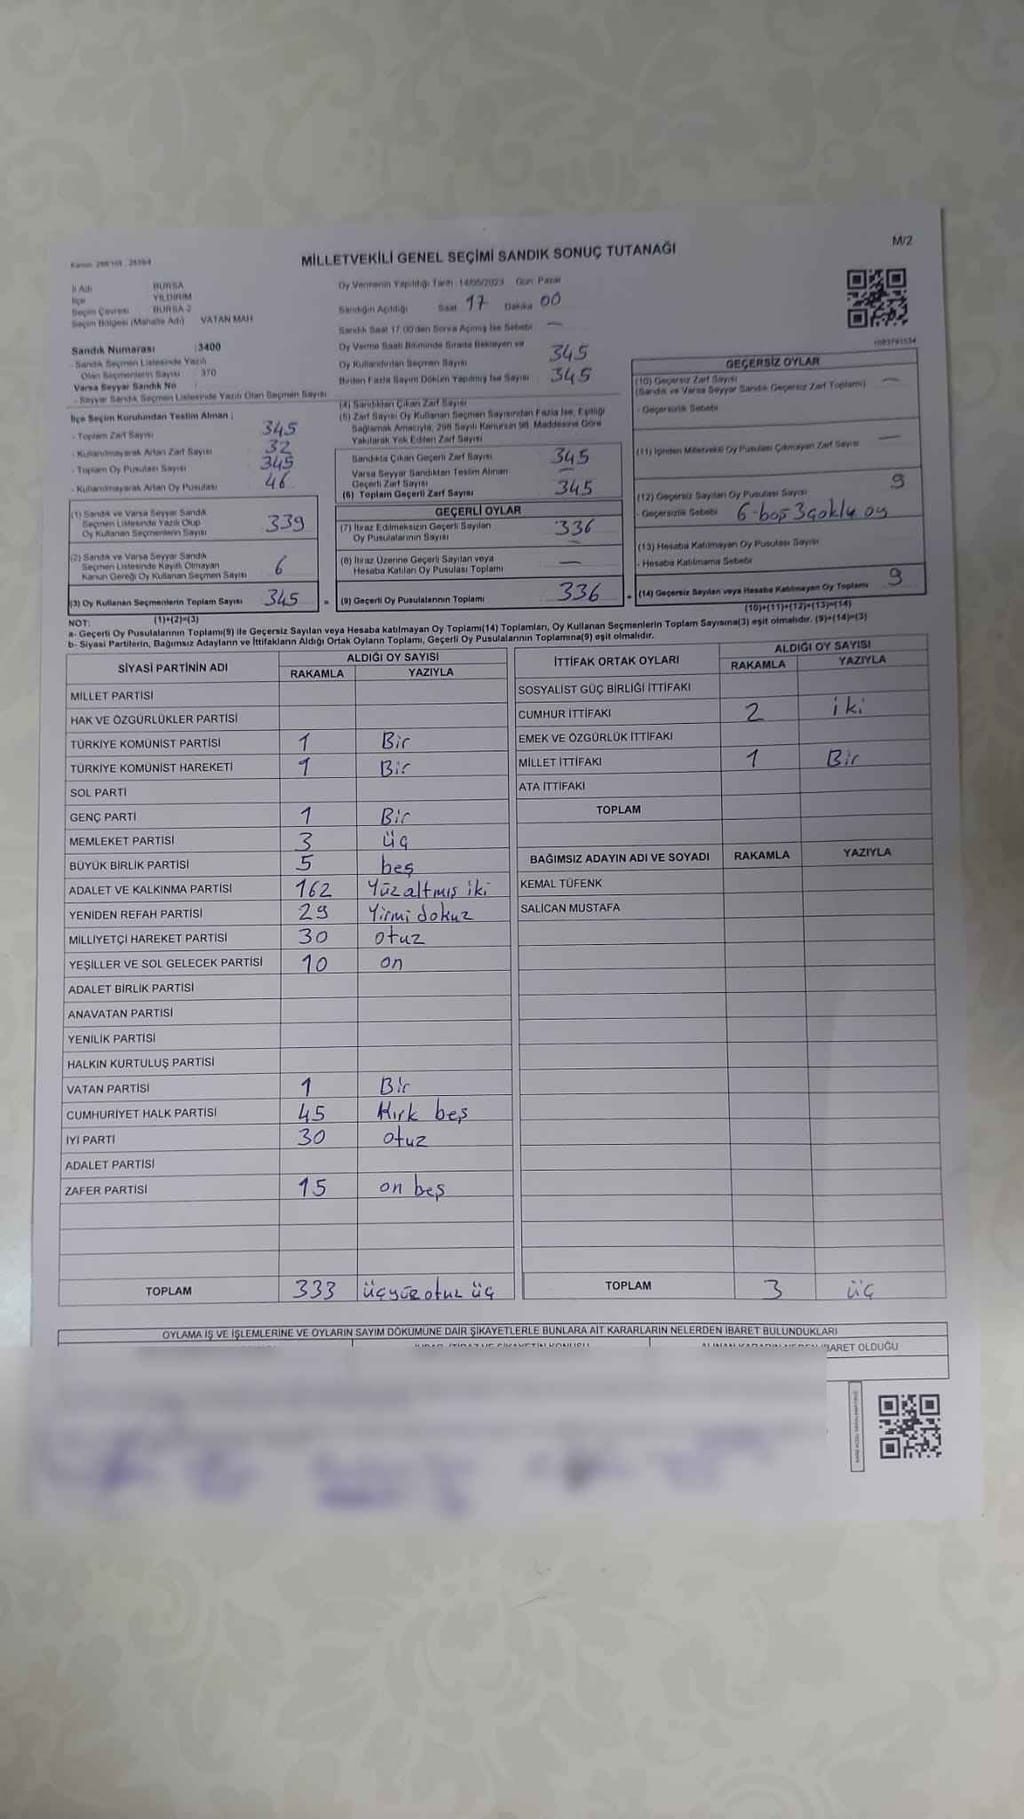 MİLLETVEKİLİ GENEL SEÇİMİ SANDIK SONUÇ TUTANAĞI
M/2
İl Adı BURSA
İlçe YILDIRIM
Seçim Çevresi BURSA 2
Seçim Bölgesi (Mahalle Adı) VATAN MAH
Sandık Numarası :3400
- Sandık Seçmen Listesinde Yazılı
Olan Seçmenlerin Sayısı : 370
Varsa Seyyar Sandık No
- Seyyar Sandık Seçmen Listesinde Yazılı Olan Seçmen Sayısı
İlçe Seçim Kurulundan Teslim Alınan ;
- Toplam Zarf Sayısı 345
- Kullanılmayarak Artan Zarf Sayısı 32
- Toplam Oy Pusulası Sayısı 345
- Kullanılmayarak Artan Oy Pusulası 46
(1) Sandık ve Varsa Seyyar Sandık
Seçmen Listesinde Yazılı Olup
Oy Kullanan Seçmenlerin Sayısı 339
(2) Sandık ve Varsa Seyyar Sandık
Seçmen Listesinde Kayıtlı Olmayan
Kanun Gereği Oy Kullanan Seçmen Sayısı 6
(3) Oy Kullanan Seçmenlerin Toplam Sayısı 345
(1)+(2)=(3)
Oy Vermenin Yapıldığı Tarih : 14/05/2023 Gün: Pazar
Sandığın Açıldığı Saat 17 Dakika 00
Sandık Saat 17:00'den Sonra Açılmış İse Sebebi —
Oy Verme Saati Bitiminde Sırada Bekleyen ve
Oy Kullandırılan Seçmen Sayısı 345
Birden Fazla Sayım Döküm Yapılmış İse Sayısı 345
(4) Sandıktan Çıkan Zarf Sayısı
(5) Zarf Sayısı Oy Kullanan Seçmen Sayısından Fazla İse, Eşitliği
Sağlamak Amacıyla, 298 Sayılı Kanunun 98. Maddesine Göre
Yakılarak Yok Edilen Zarf Sayısı
Sandıkta Çıkan Geçerli Zarf Sayısı 345
Varsa Seyyar Sandıktan Teslim Alınan
Geçerli Zarf Sayısı —
(6) Toplam Geçerli Zarf Sayısı 345
GEÇERLİ OYLAR
(7) İtiraz Edilmeksizin Geçerli Sayılan
Oy Pusulalarının Sayısı 336
(8) İtiraz Üzerine Geçerli Sayılan veya
Hesaba Katılan Oy Pusulası Toplamı —
(9) Geçerli Oy Pusulalarının Toplamı 336
GEÇERSİZ OYLAR
(10) Geçersiz Zarf Sayısı
(Sandık ve Varsa Seyyar Sandık Geçersiz Zarf Toplamı) —
- Geçersizlik Sebebi
(11) İçinden Milletvekili Oy Pusulası Çıkmayan Zarf Sayısı —
(12) Geçersiz Sayılan Oy Pusulası Sayısı 9
- Geçersizlik Sebebi 6-boş 3çoklu oy
(13) Hesaba Katılmayan Oy Pusulası Sayısı
- Hesaba Katılmama Sebebi
(14) Geçersiz Sayılan veya Hesaba Katılmayan Oy Toplamı 9
(10)+(11)+(12)+(13)=(14)
NOT:
a- Geçerli Oy Pusulalarının Toplamı(9) ile Geçersiz Sayılan veya Hesaba katılmayan Oy Toplamı(14) Toplamları, Oy Kullanan Seçmenlerin Toplam Sayısına(3) eşit olmalıdır. (9)+(14)=(3)
b- Siyasi Partilerin, Bağımsız Adayların ve İttifakların Aldığı Ortak Oyların Toplamı, Geçerli Oy Pusulalarının Toplamına(9) eşit olmalıdır.
SİYASİ PARTİNİN ADI ALDIĞI OY SAYISI
RAKAMLA YAZIYLA
MİLLET PARTİSİ
HAK VE ÖZGÜRLÜKLER PARTİSİ
TÜRKİYE KOMÜNİST PARTİSİ 1 Bir
TÜRKİYE KOMÜNİST HAREKETİ 1 Bir
SOL PARTİ
GENÇ PARTİ 1 Bir
MEMLEKET PARTİSİ 3 üç
BÜYÜK BİRLİK PARTİSİ 5 beş
ADALET VE KALKINMA PARTİSİ 162 Yüz altmış iki
YENİDEN REFAH PARTİSİ 29 Yirmi dokuz
MİLLİYETÇİ HAREKET PARTİSİ 30 otuz
YEŞİLLER VE SOL GELECEK PARTİSİ 10 on
ADALET BİRLİK PARTİSİ
ANAVATAN PARTİSİ
YENİLİK PARTİSİ
HALKIN KURTULUŞ PARTİSİ
VATAN PARTİSİ 1 Bir
CUMHURİYET HALK PARTİSİ 45 Kırk beş
İYİ PARTİ 30 otuz
ADALET PARTİSİ
ZAFER PARTİSİ 15 on beş
TOPLAM 333 üçyüz otuz üç
İTTİFAK ORTAK OYLARI ALDIĞI OY SAYISI
RAKAMLA YAZIYLA
SOSYALİST GÜÇ BİRLİĞİ İTTİFAKI
CUMHUR İTTİFAKI 2 iki
EMEK VE ÖZGÜRLÜK İTTİFAKI
MİLLET İTTİFAKI 1 Bir
ATA İTTİFAKI
TOPLAM
BAĞIMSIZ ADAYIN ADI VE SOYADI RAKAMLA YAZIYLA
KEMAL TÜFENK
SALİCAN MUSTAFA
TOPLAM 3 üç
OYLAMA İŞ VE İŞLEMLERİNE VE OYLARIN SAYIM DÖKÜMÜNE DAİR ŞİKAYETLERLE BUNLARA AİT KARARLARIN NELERDEN İBARET BULUNDUKLARI
İBARET OLDUĞU